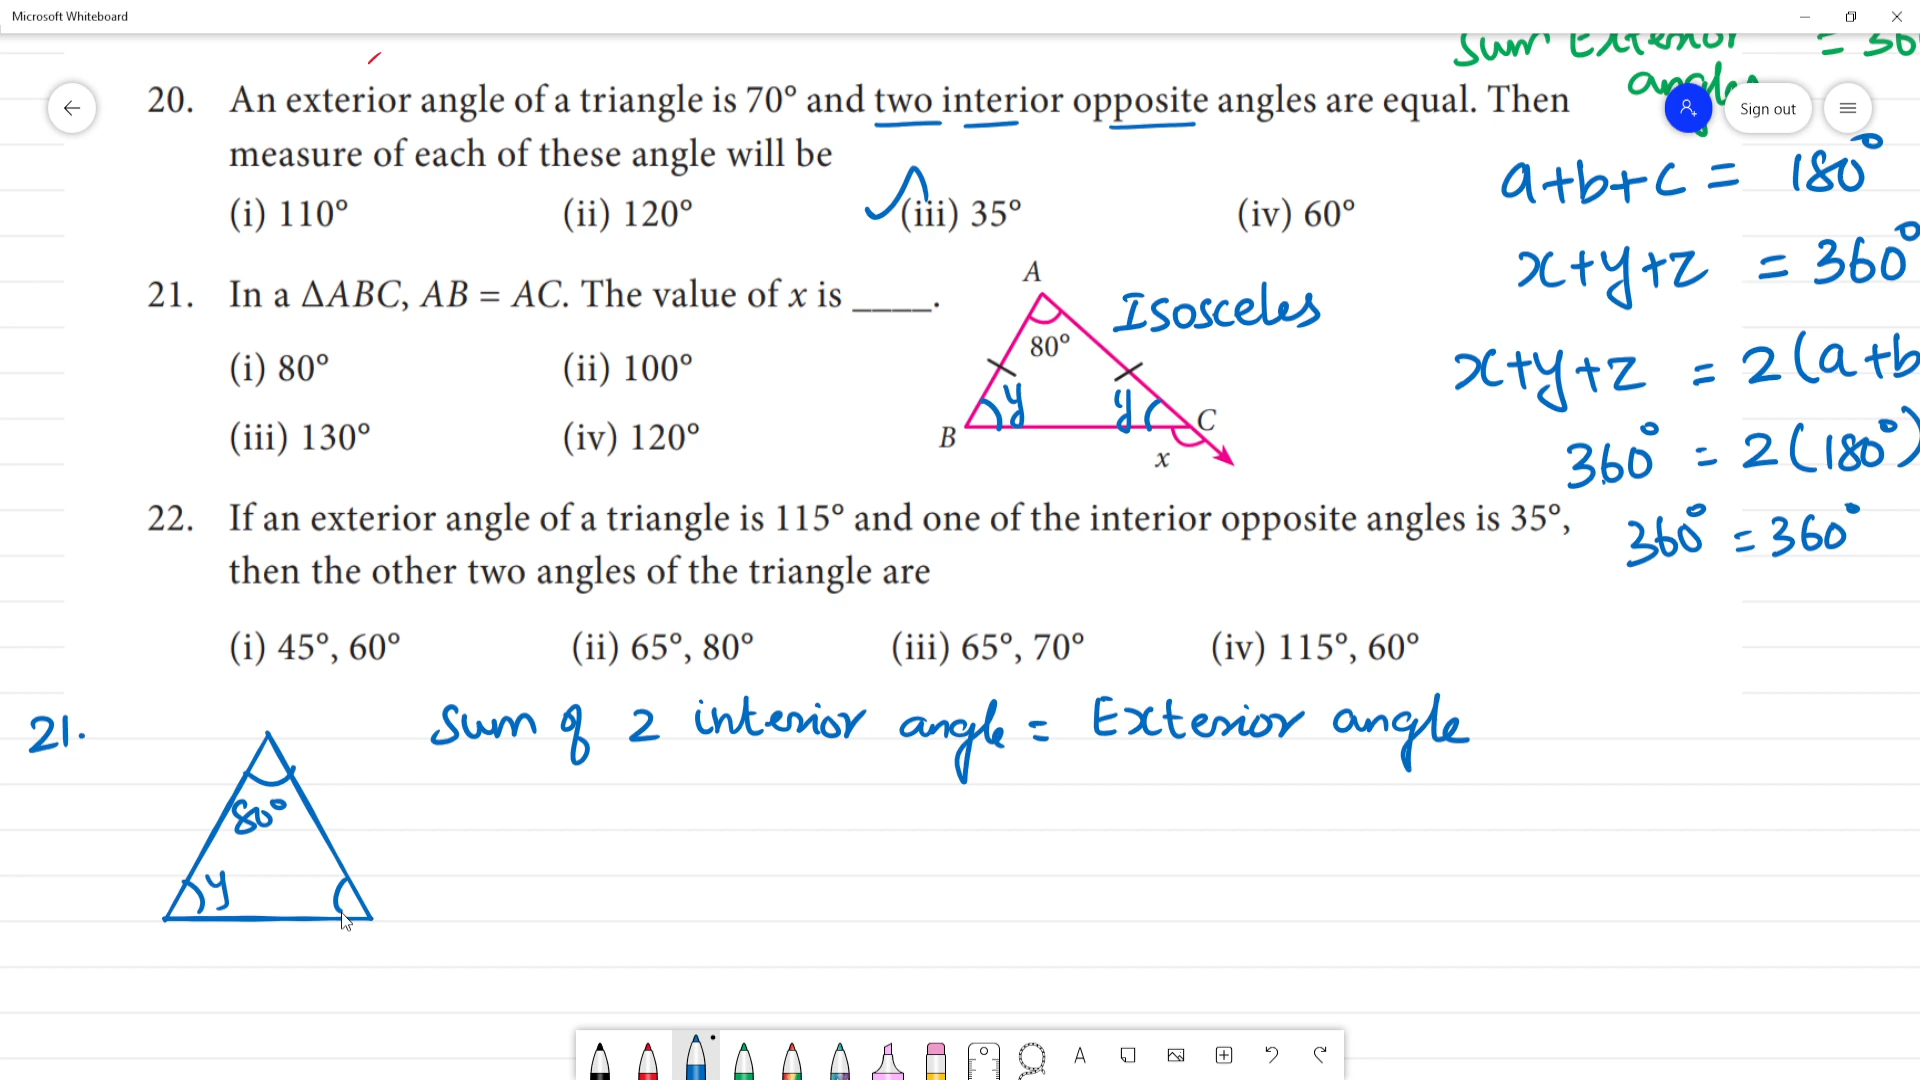 Microsoft Whiteboard
Sum Exterior = 36
angles
Sign out
20. An exterior angle of a triangle is 70° and two interior opposite angles are equal. Then
measure of each of these angle will be
(i) 110° (ii) 120° (iii) 35° (iv) 60°
a+b+c = 180°
x+y+z = 360°
x+y+z = 2(a+b
360° = 2(180°)
360° = 360°
21. In a ΔABC, AB = AC. The value of x is ____.
(i) 80° (ii) 100°
(iii) 130° (iv) 120°
A
Isosceles
80°
y y
B C
x
22. If an exterior angle of a triangle is 115° and one of the interior opposite angles is 35°,
then the other two angles of the triangle are
(i) 45°, 60° (ii) 65°, 80° (iii) 65°, 70° (iv) 115°, 60°
21. Sum of 2 interior angle = Exterior angle
80°
y